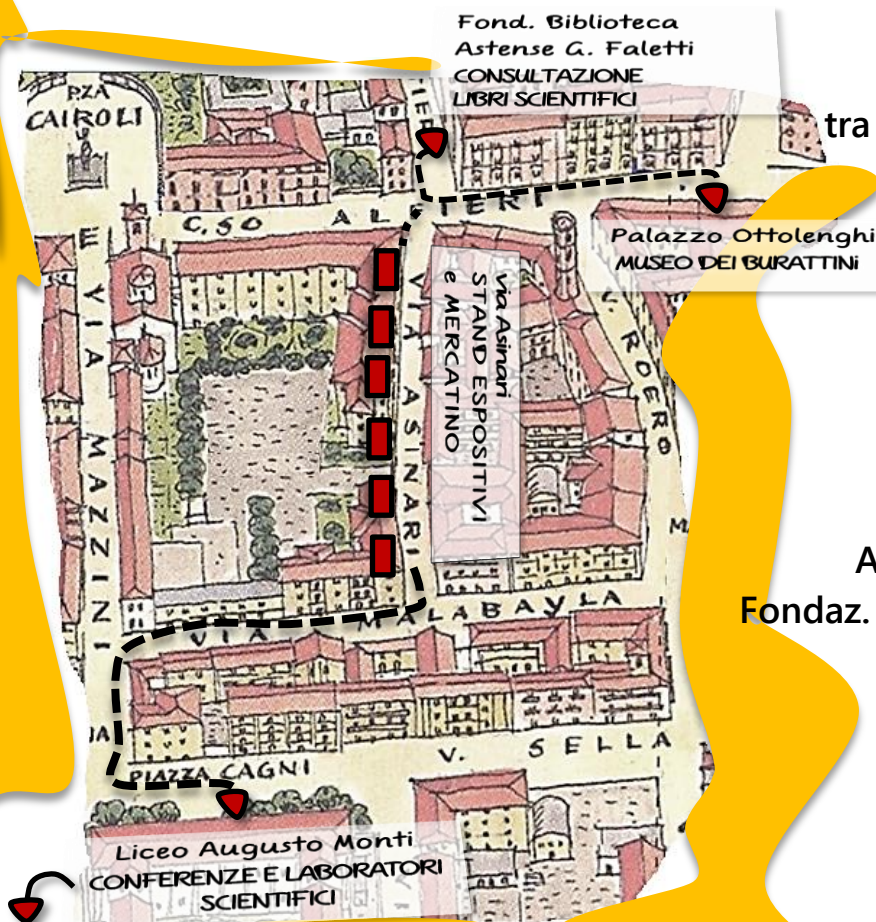 Fond. Biblioteca
Astense G. Faletti
CONSULTAZIONE
LIBRI SCIENTIFICI
P.ZA
CAIROLI
tra
C.SO ALFIERI
Palazzo Ottolenghi
MUSEO DEI BURATTINi
via Asinari
STAND ESPOSITIVI
e MERCATINO
VIA ASINARI
V. ROERO
E VIA MAZZINI
A
Fondaz.
VIA MALABAYLA
V. SELLA
PIAZZA CAGNI
Liceo Augusto Monti
CONFERENZE E LABORATORI
SCIENTIFICI